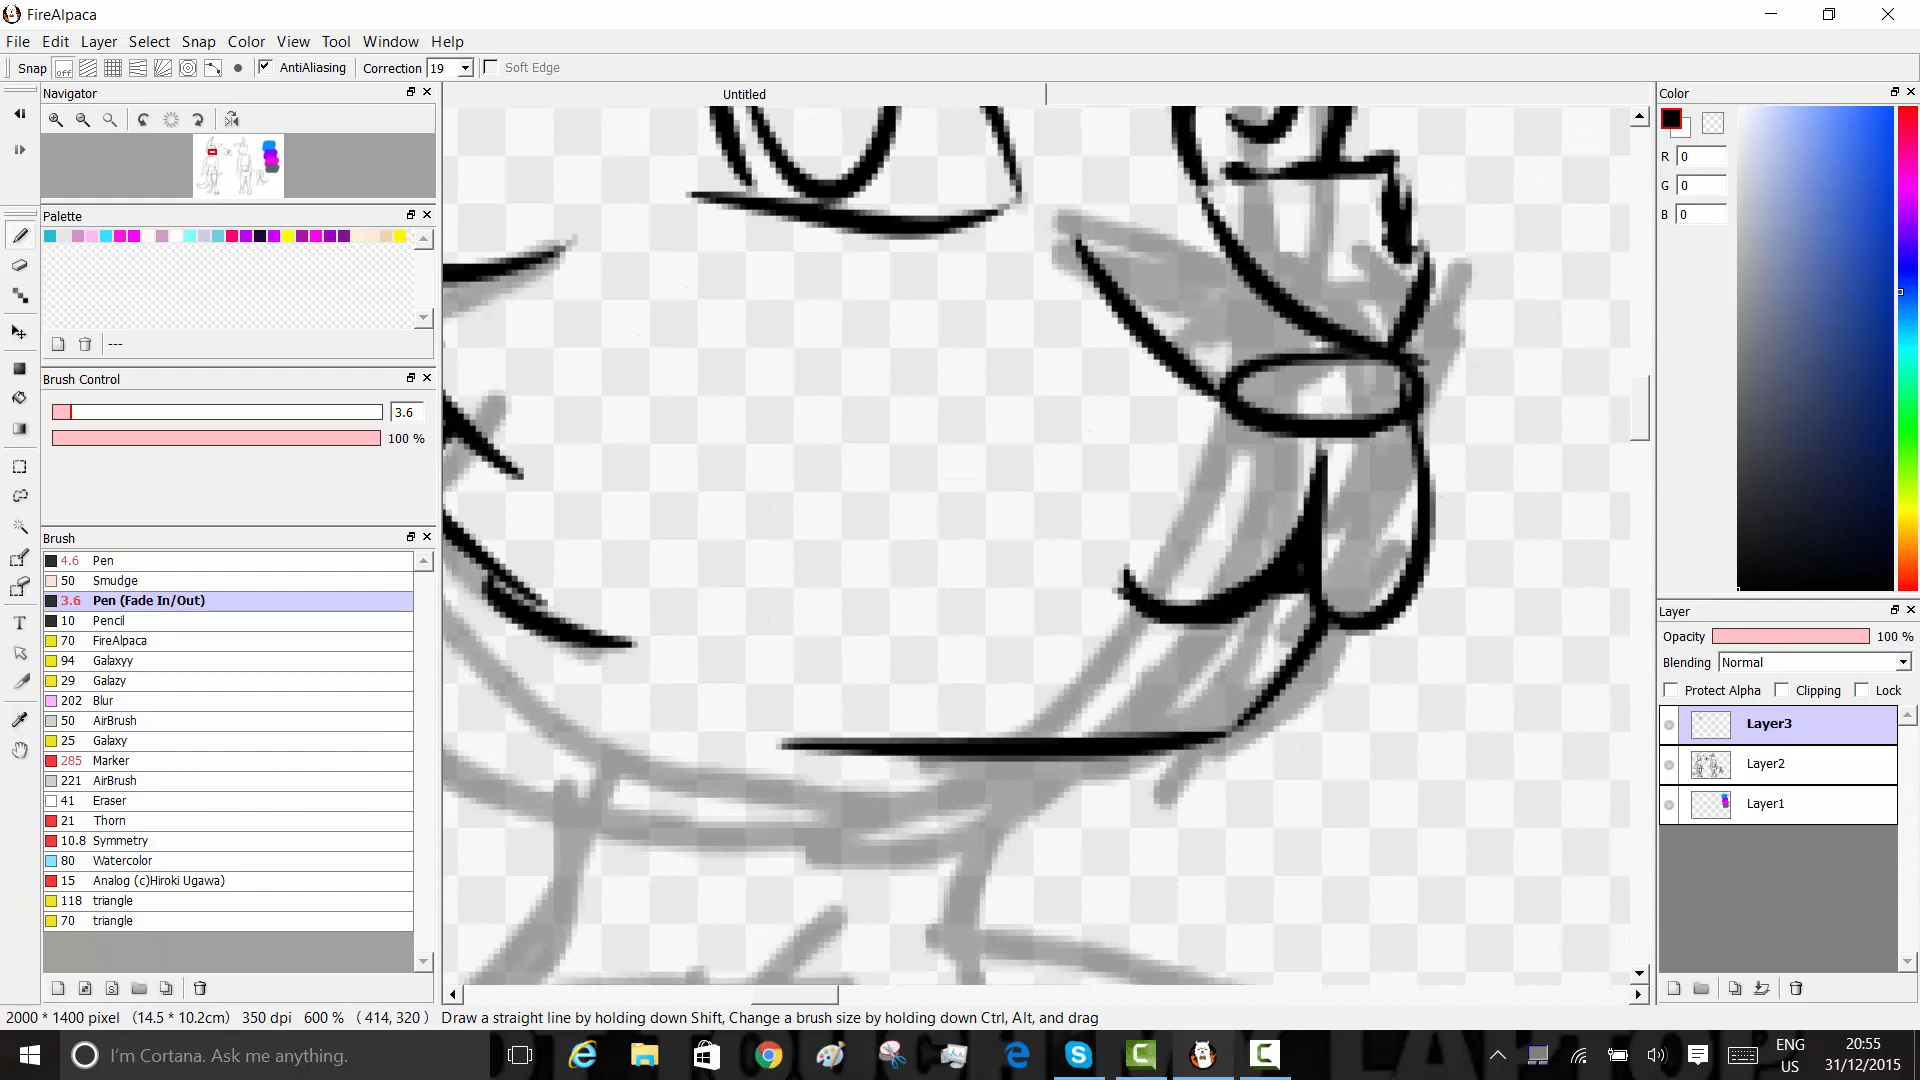 FireAlpaca
File Edit Layer Select Snap Color View Tool Window Help
Snap off AntiAliasing Correction 19 Soft Edge
Navigator
Untitled
Color
R 0
G 0
B 0
Palette
---
Brush Control
3.6
100 %
Brush
4.6 Pen
50 Smudge
3.6 Pen (Fade In/Out)
10 Pencil
70 FireAlpaca
94 Galaxyy
29 Galazy
202 Blur
50 AirBrush
25 Galaxy
285 Marker
221 AirBrush
41 Eraser
21 Thorn
10.8 Symmetry
80 Watercolor
15 Analog (c)Hiroki Ugawa)
118 triangle
70 triangle
Layer
Opacity 100 %
Blending Normal
Protect Alpha Clipping Lock
Layer3
Layer2
Layer1
2000 * 1400 pixel (14.5 * 10.2cm) 350 dpi 600 % ( 414, 320 ) Draw a straight line by holding down Shift, Change a brush size by holding down Ctrl, Alt, and drag
I'm Cortana. Ask me anything.
ENG
US
20:55
31/12/2015